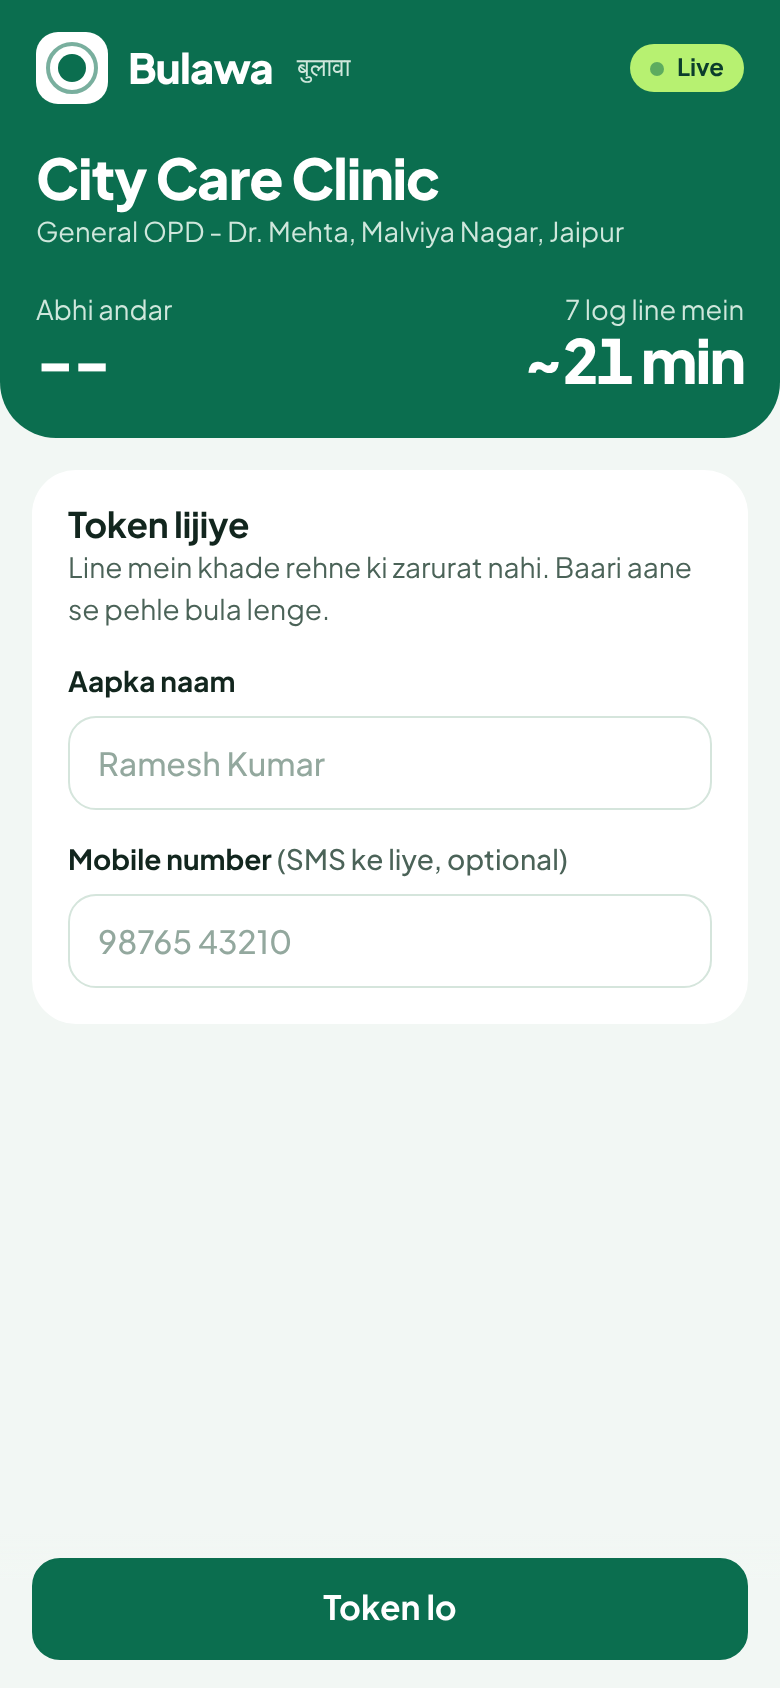 Bulawa बुलावा
Live
City Care Clinic
General OPD - Dr. Mehta, Malviya Nagar, Jaipur
Abhi andar
--
7 log line mein
~21 min
Token lijiye
Line mein khade rehne ki zarurat nahi. Baari aane
se pehle bula lenge.
Aapka naam
Ramesh Kumar
Mobile number (SMS ke liye, optional)
98765 43210
Token lo